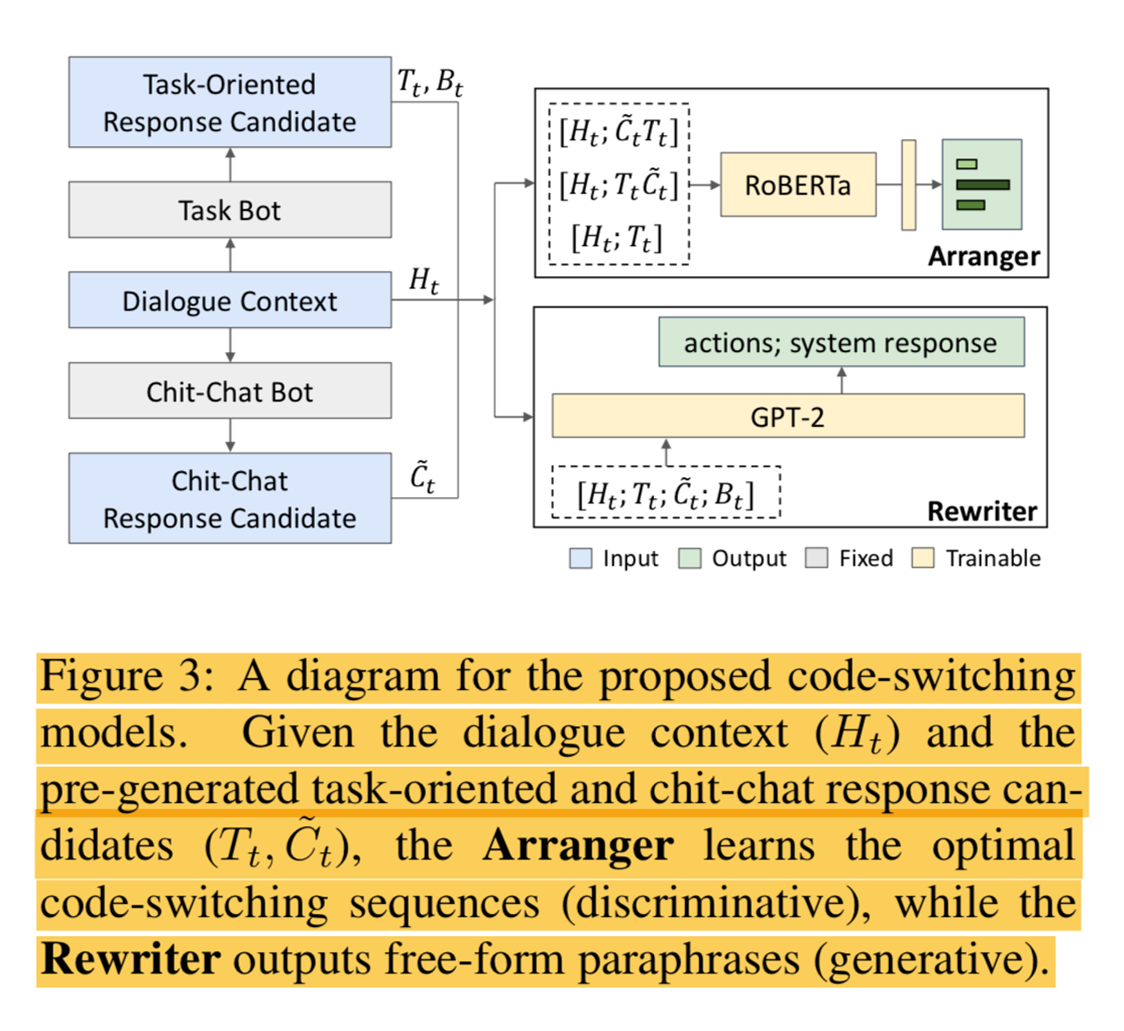 Task-Oriented
Response Candidate
T_t, B_t
Task Bot
Dialogue Context
H_t
Chit-Chat Bot
Chit-Chat
Response Candidate
C̃_t
[H_t; C̃_tT_t]
[H_t; T_tC̃_t]
[H_t; T_t]
RoBERTa
Arranger
actions; system response
GPT-2
[H_t; T_t; C̃_t; B_t]
Rewriter
Input Output Fixed Trainable
Figure 3: A diagram for the proposed code-switching
models. Given the dialogue context (H_t) and the
pre-generated task-oriented and chit-chat response can-
didates (T_t, C̃_t), the Arranger learns the optimal
code-switching sequences (discriminative), while the
Rewriter outputs free-form paraphrases (generative).